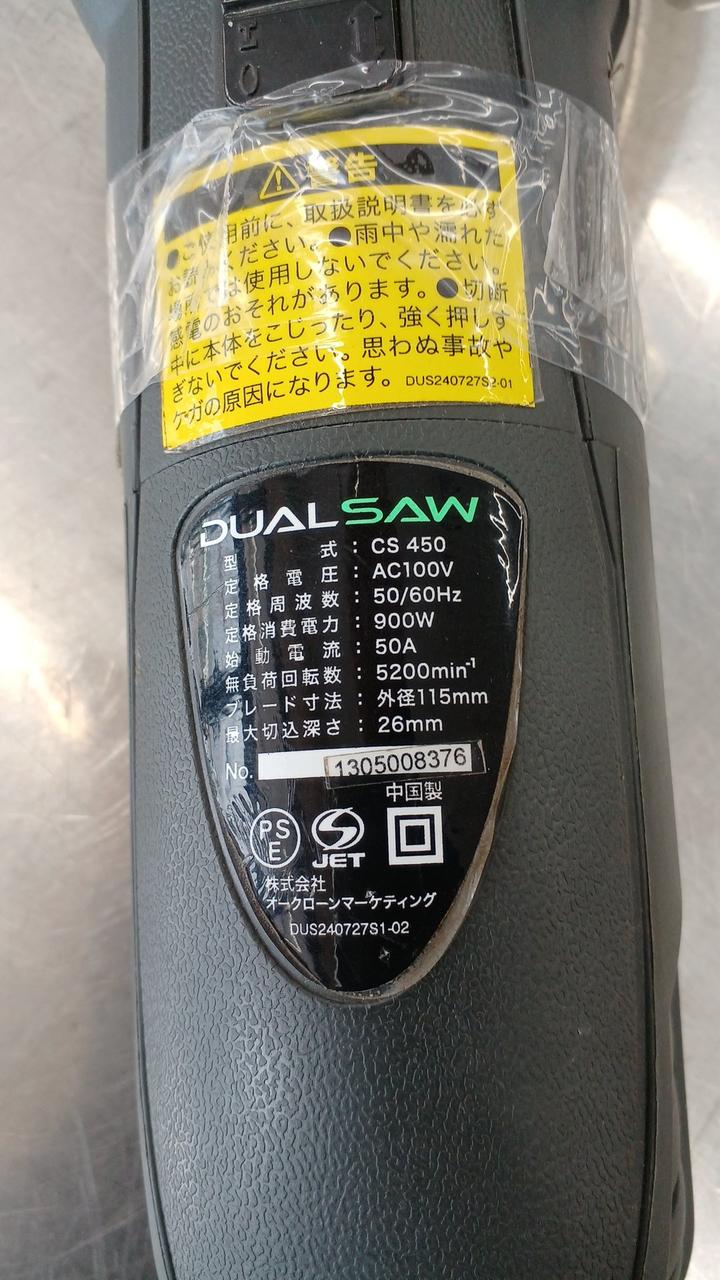 I O
警告
●ご使用前に、取扱説明書を必ず
お読みください。●雨中や濡れた
場所では使用しないでください。
感電のおそれがあります。●切断
中に本体をこじったり、強く押しす
ぎないでください。思わぬ事故や
ケガの原因になります。 DUS240727S2-01
DUALSAW
型式：CS 450
定格電圧：AC100V
定格周波数：50/60Hz
定格消費電力：900W
始動電流：50A
無負荷回転数：5200min⁻¹
ブレード寸法：外径115mm
最大切込深さ：26mm
No. 1305008376
中国製
PSE JET
株式会社
オークローンマーケティング
DUS240727S1-02